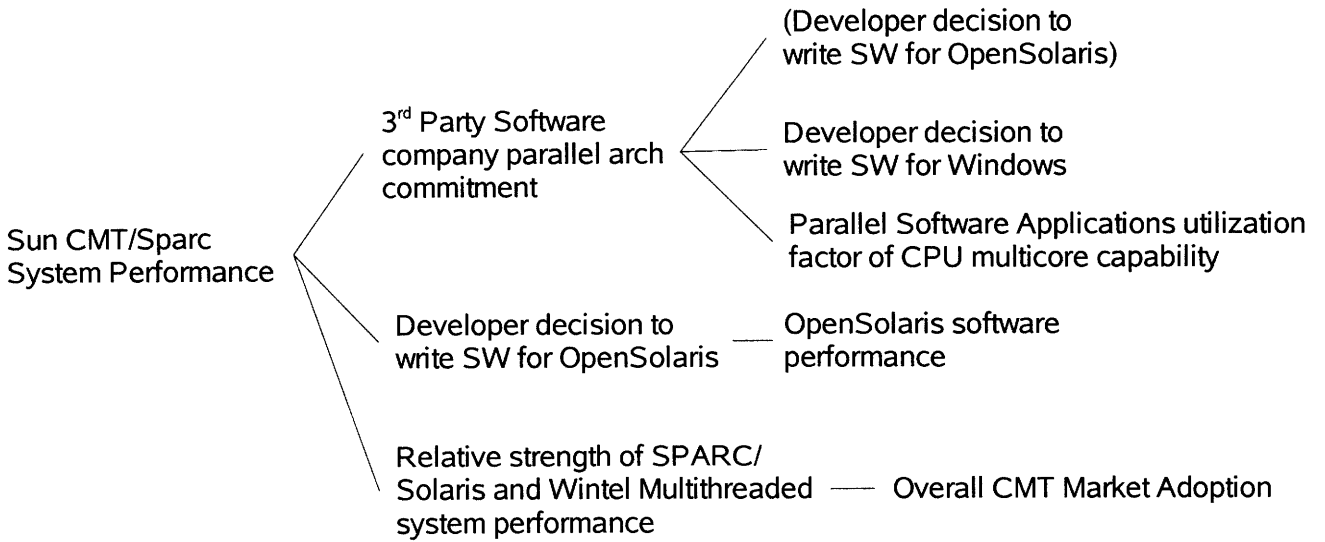 (Developer decision to
write SW for OpenSolaris)
3rd Party Software
company parallel arch
commitment
Developer decision to
write SW for Windows
Parallel Software Applications utilization
factor of CPU multicore capability
Sun CMT/Sparc
System Performance
Developer decision to
write SW for OpenSolaris
OpenSolaris software
performance
Relative strength of SPARC/
Solaris and Wintel Multithreaded
system performance
Overall CMT Market Adoption